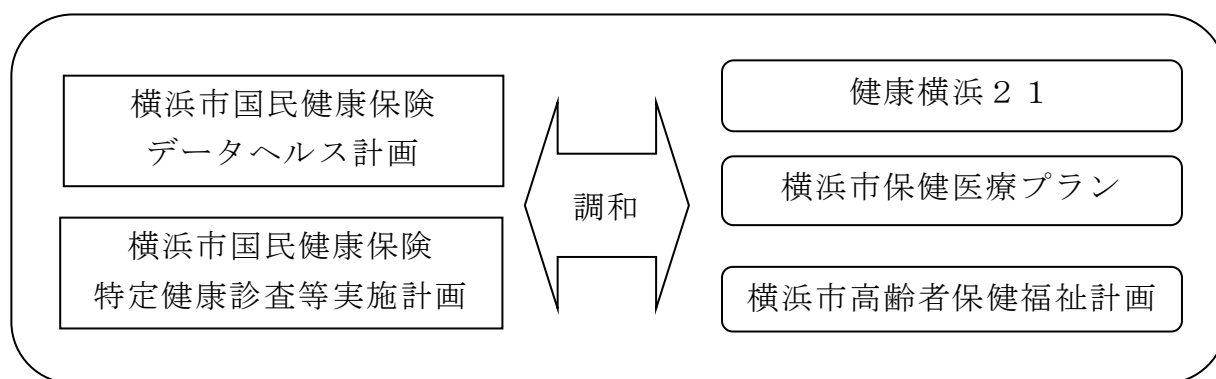 横浜市国民健康保険
データヘルス計画
横浜市国民健康保険
特定健康診査等実施計画
調和
健康横浜２１
横浜市保健医療プラン
横浜市高齢者保健福祉計画